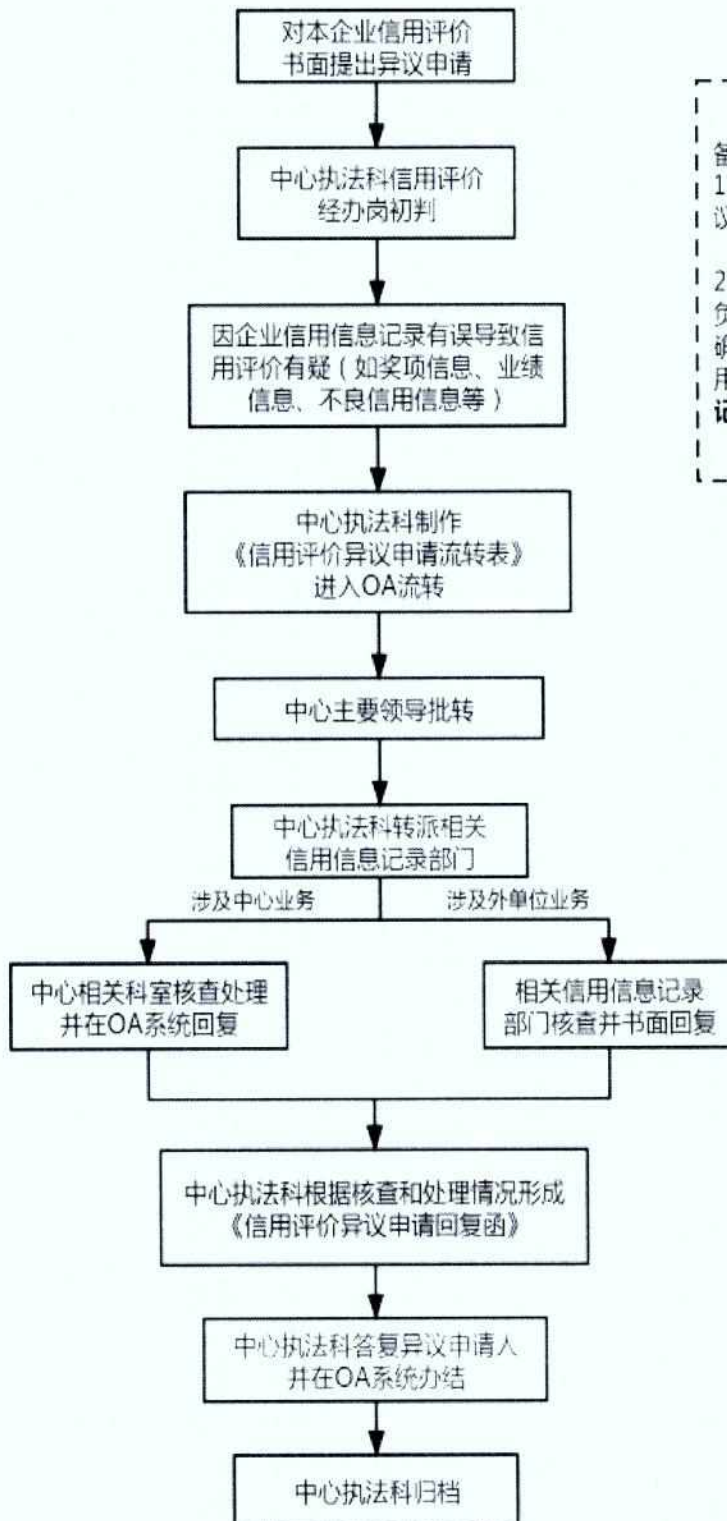 对本企业信用评价
书面提出异议申请
中心执法科信用评价
经办岗初判
因企业信用信息记录有误导致信
用评价有疑（如奖项信息、业绩
信息、不良信用信息等）
中心执法科制作
《信用评价异议申请流转表》
进入OA流转
中心主要领导批转
中心执法科转派相关
信用信息记录部门
涉及中心业务
涉及外单位业务
中心相关科室核查处理
并在OA系统回复
相关信用信息记录
部门核查并书面回复
中心执法科根据核查和处理情况形成
《信用评价异议申请回复函》
中心执法科答复异议申请人
并在OA系统办结
中心执法科归档
备
1
议
2
负
确
用
记